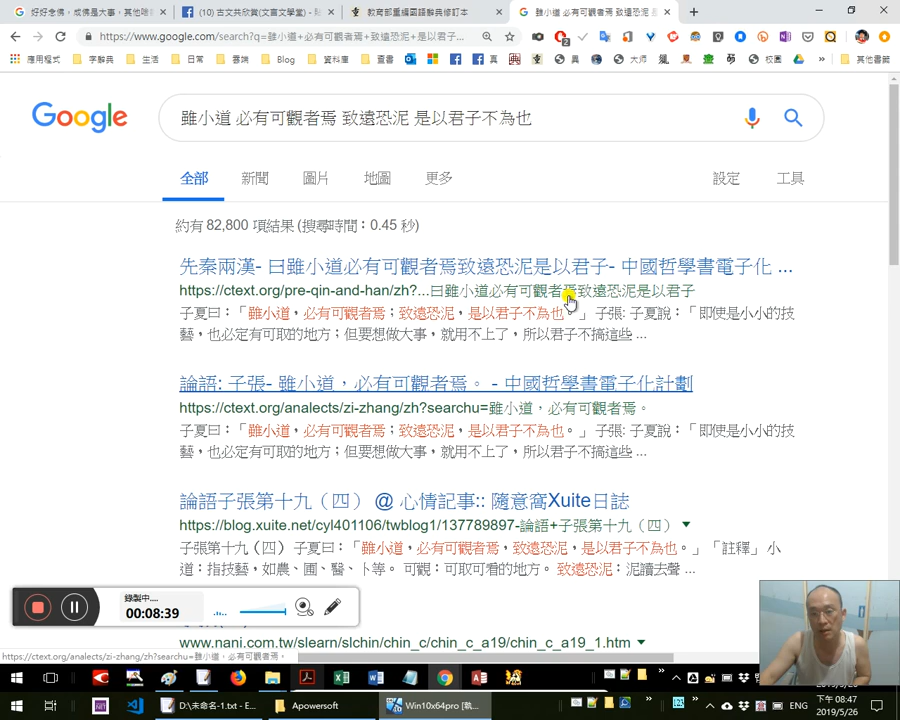 好好念佛，成佛是大事，其他啥
(10) 古文共欣賞(文言文學堂) -
教育部重編國語辭典修訂本
雖小道 必有可觀者焉 致遠恐泥
https://www.google.com/search?q=雖小道+必有可觀者焉+致遠恐泥+是以君子...
應用程式
字辭典
生活
日常
雲端
Blog
資料庫
查書
真
異
大師
校園
其他書籤
Google
雖小道 必有可觀者焉 致遠恐泥 是以君子不為也
全部
新聞
圖片
地圖
更多
設定
工具
約有 82,800 項結果 (搜尋時間：0.45 秒)
先秦兩漢- 曰雖小道必有可觀者焉致遠恐泥是以君子- 中國哲學書電子化 ...
https://ctext.org/pre-qin-and-han/zh?...曰雖小道必有可觀者焉致遠恐泥是以君子
子夏曰：「雖小道，必有可觀者焉；致遠恐泥，是以君子不為也。」 子張: 子夏說：「即使是小小的技
藝，也必定有可取的地方；但要想做大事，就用不上了，所以君子不搞這些 ...
論語: 子張- 雖小道，必有可觀者焉。 - 中國哲學書電子化計劃
https://ctext.org/analects/zi-zhang/zh?searchu=雖小道，必有可觀者焉。
子夏曰：「雖小道，必有可觀者焉；致遠恐泥，是以君子不為也。」 子張: 子夏說：「即使是小小的技
藝，也必定有可取的地方；但要想做大事，就用不上了，所以君子不搞這些 ...
論語子張第十九（四） @ 心情記事:: 隨意窩Xuite日誌
https://blog.xuite.net/cyl401106/twblog1/137789897-論語+子張第十九（四）
子張第十九（四） 子夏曰：「雖小道，必有可觀者焉，致遠恐泥，是以君子不為也。」「註釋」 小
道：指技藝，如農、圃、醫、卜等。 可觀：可取可看的地方。 致遠恐泥：泥讀去聲 ...
錄製中....
00:08:39
www.nani.com.tw/slearn/slchin/chin_c/chin_c_a19/chin_c_a19_1.htm
https://ctext.org/analects/zi-zhang/zh?searchu=雖小道，必有可觀者焉。
D:\未命名-1.txt - E...
Apowersoft
Win10x64pro [執...
ENG
下午 08:47
2019/5/6